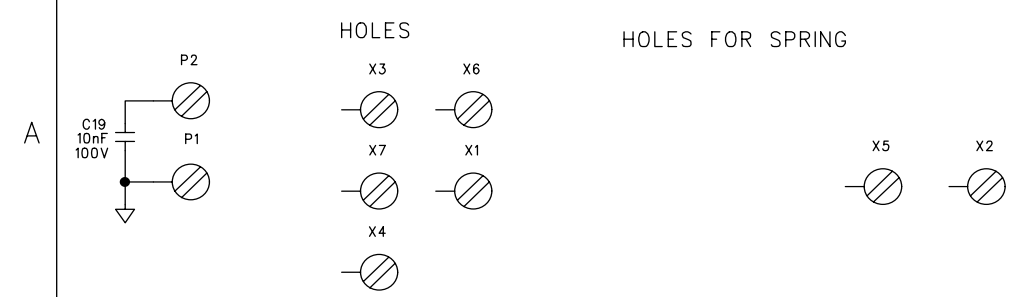 HOLES
HOLES FOR SPRING
P2
X3
X6
A
C19
10nF
100V
P1
X7
X1
X5
X2
X4